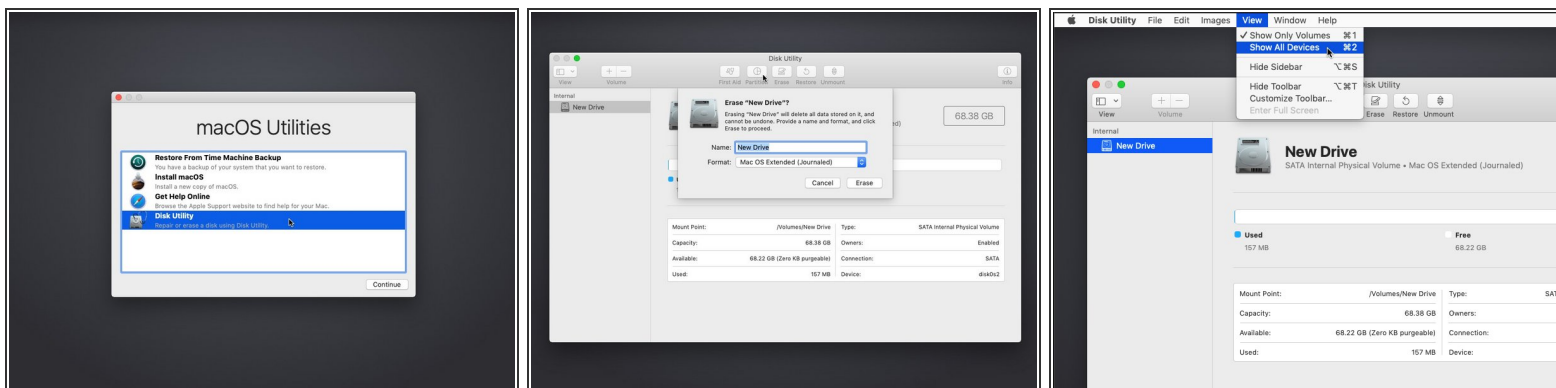 macOS Utilities
Restore From Time Machine Backup
You have a backup of your system that you want to restore.
Install macOS
Install a new copy of macOS.
Get Help Online
Browse the Apple Support website to find help for your Mac.
Disk Utility
Repair or erase a disk using Disk Utility.
Continue
Disk Utility
View Volume First Aid Partition Erase Restore Unmount Info
Internal
New Drive
68.38 GB
Erase "New Drive"?
Erasing "New Drive" will delete all data stored on it, and
cannot be undone. Provide a name and format, and click
Erase to proceed.
Name: New Drive
Format: Mac OS Extended (Journaled)
Cancel Erase
Mount Point: /Volumes/New Drive Type: SATA Internal Physical Volume
Capacity: 68.38 GB Owners: Enabled
Available: 68.22 GB (Zero KB purgeable) Connection: SATA
Used: 157 MB Device: disk0s2
Disk Utility File Edit Images View Window Help
✓ Show Only Volumes ⌘1
Show All Devices ⌘2
Hide Sidebar ⌥⌘S
Hide Toolbar ⌥⌘T
Customize Toolbar...
Enter Full Screen
Disk Utility
View Volume Erase Restore Unmount
Internal
New Drive
New Drive
SATA Internal Physical Volume • Mac OS Extended (Journaled)
Used Free
157 MB 68.22 GB
Mount Point: /Volumes/New Drive Type: SAT
Capacity: 68.38 GB Owners:
Available: 68.22 GB (Zero KB purgeable) Connection:
Used: 157 MB Device: